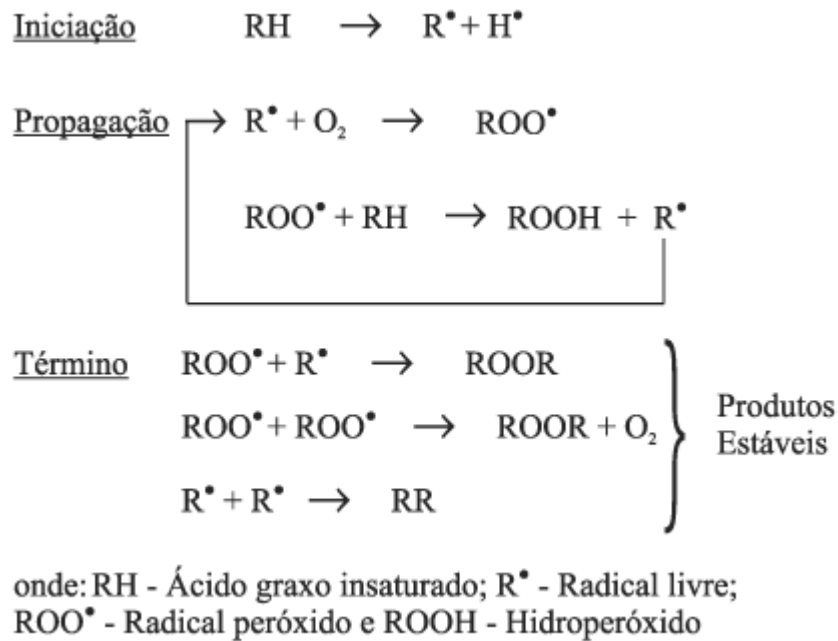 Iniciação RH → R• + H•
Propagação → R• + O₂ → ROO•
ROO• + RH → ROOH + R•
Término ROO• + R• → ROOR
ROO• + ROO• → ROOR + O₂
R• + R• → RR
Produtos
Estáveis
onde: RH - Ácido graxo insaturado; R• - Radical livre;
ROO• - Radical peróxido e ROOH - Hidroperóxido